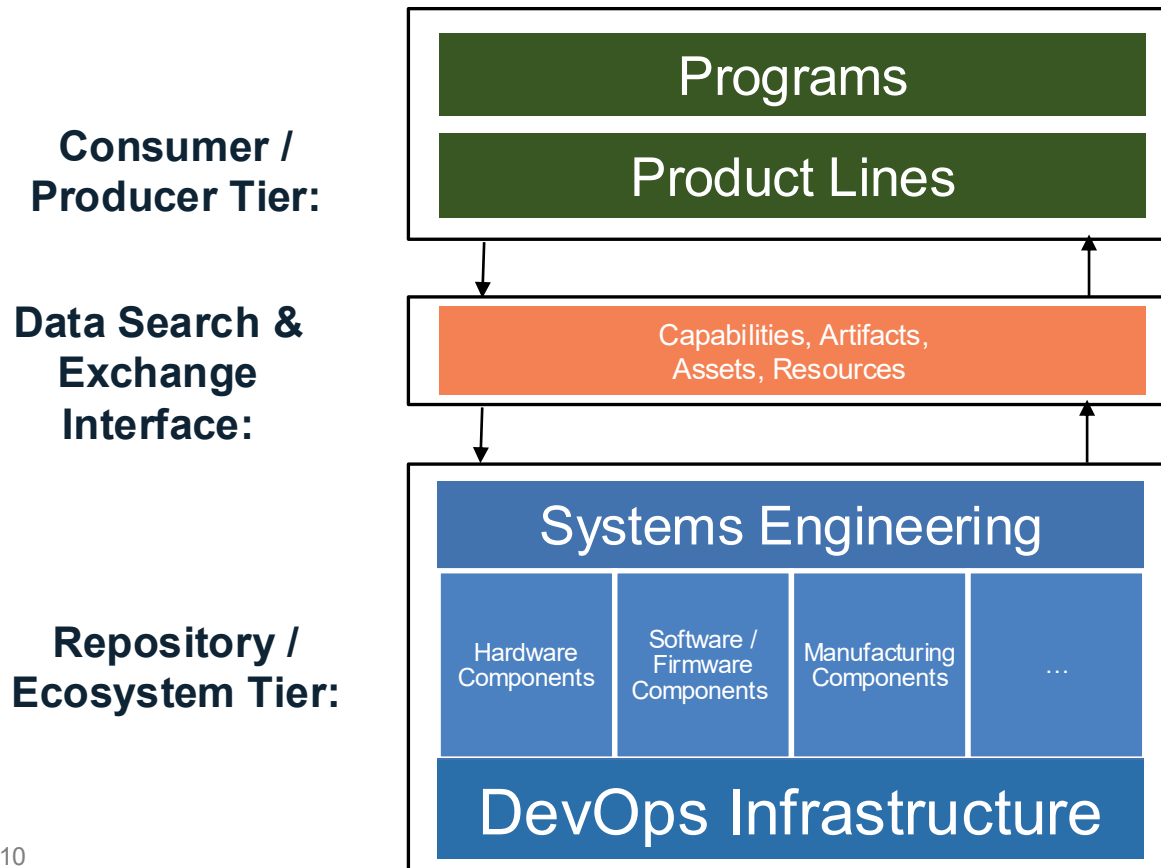 Programs
Product Lines
Consumer /
Producer Tier:
Data Search &
Exchange
Interface:
Capabilities, Artifacts,
Assets, Resources
Repository /
Ecosystem Tier:
Systems Engineering
Hardware
Components
Software /
Firmware
Components
Manufacturing
Components
...
DevOps Infrastructure
10